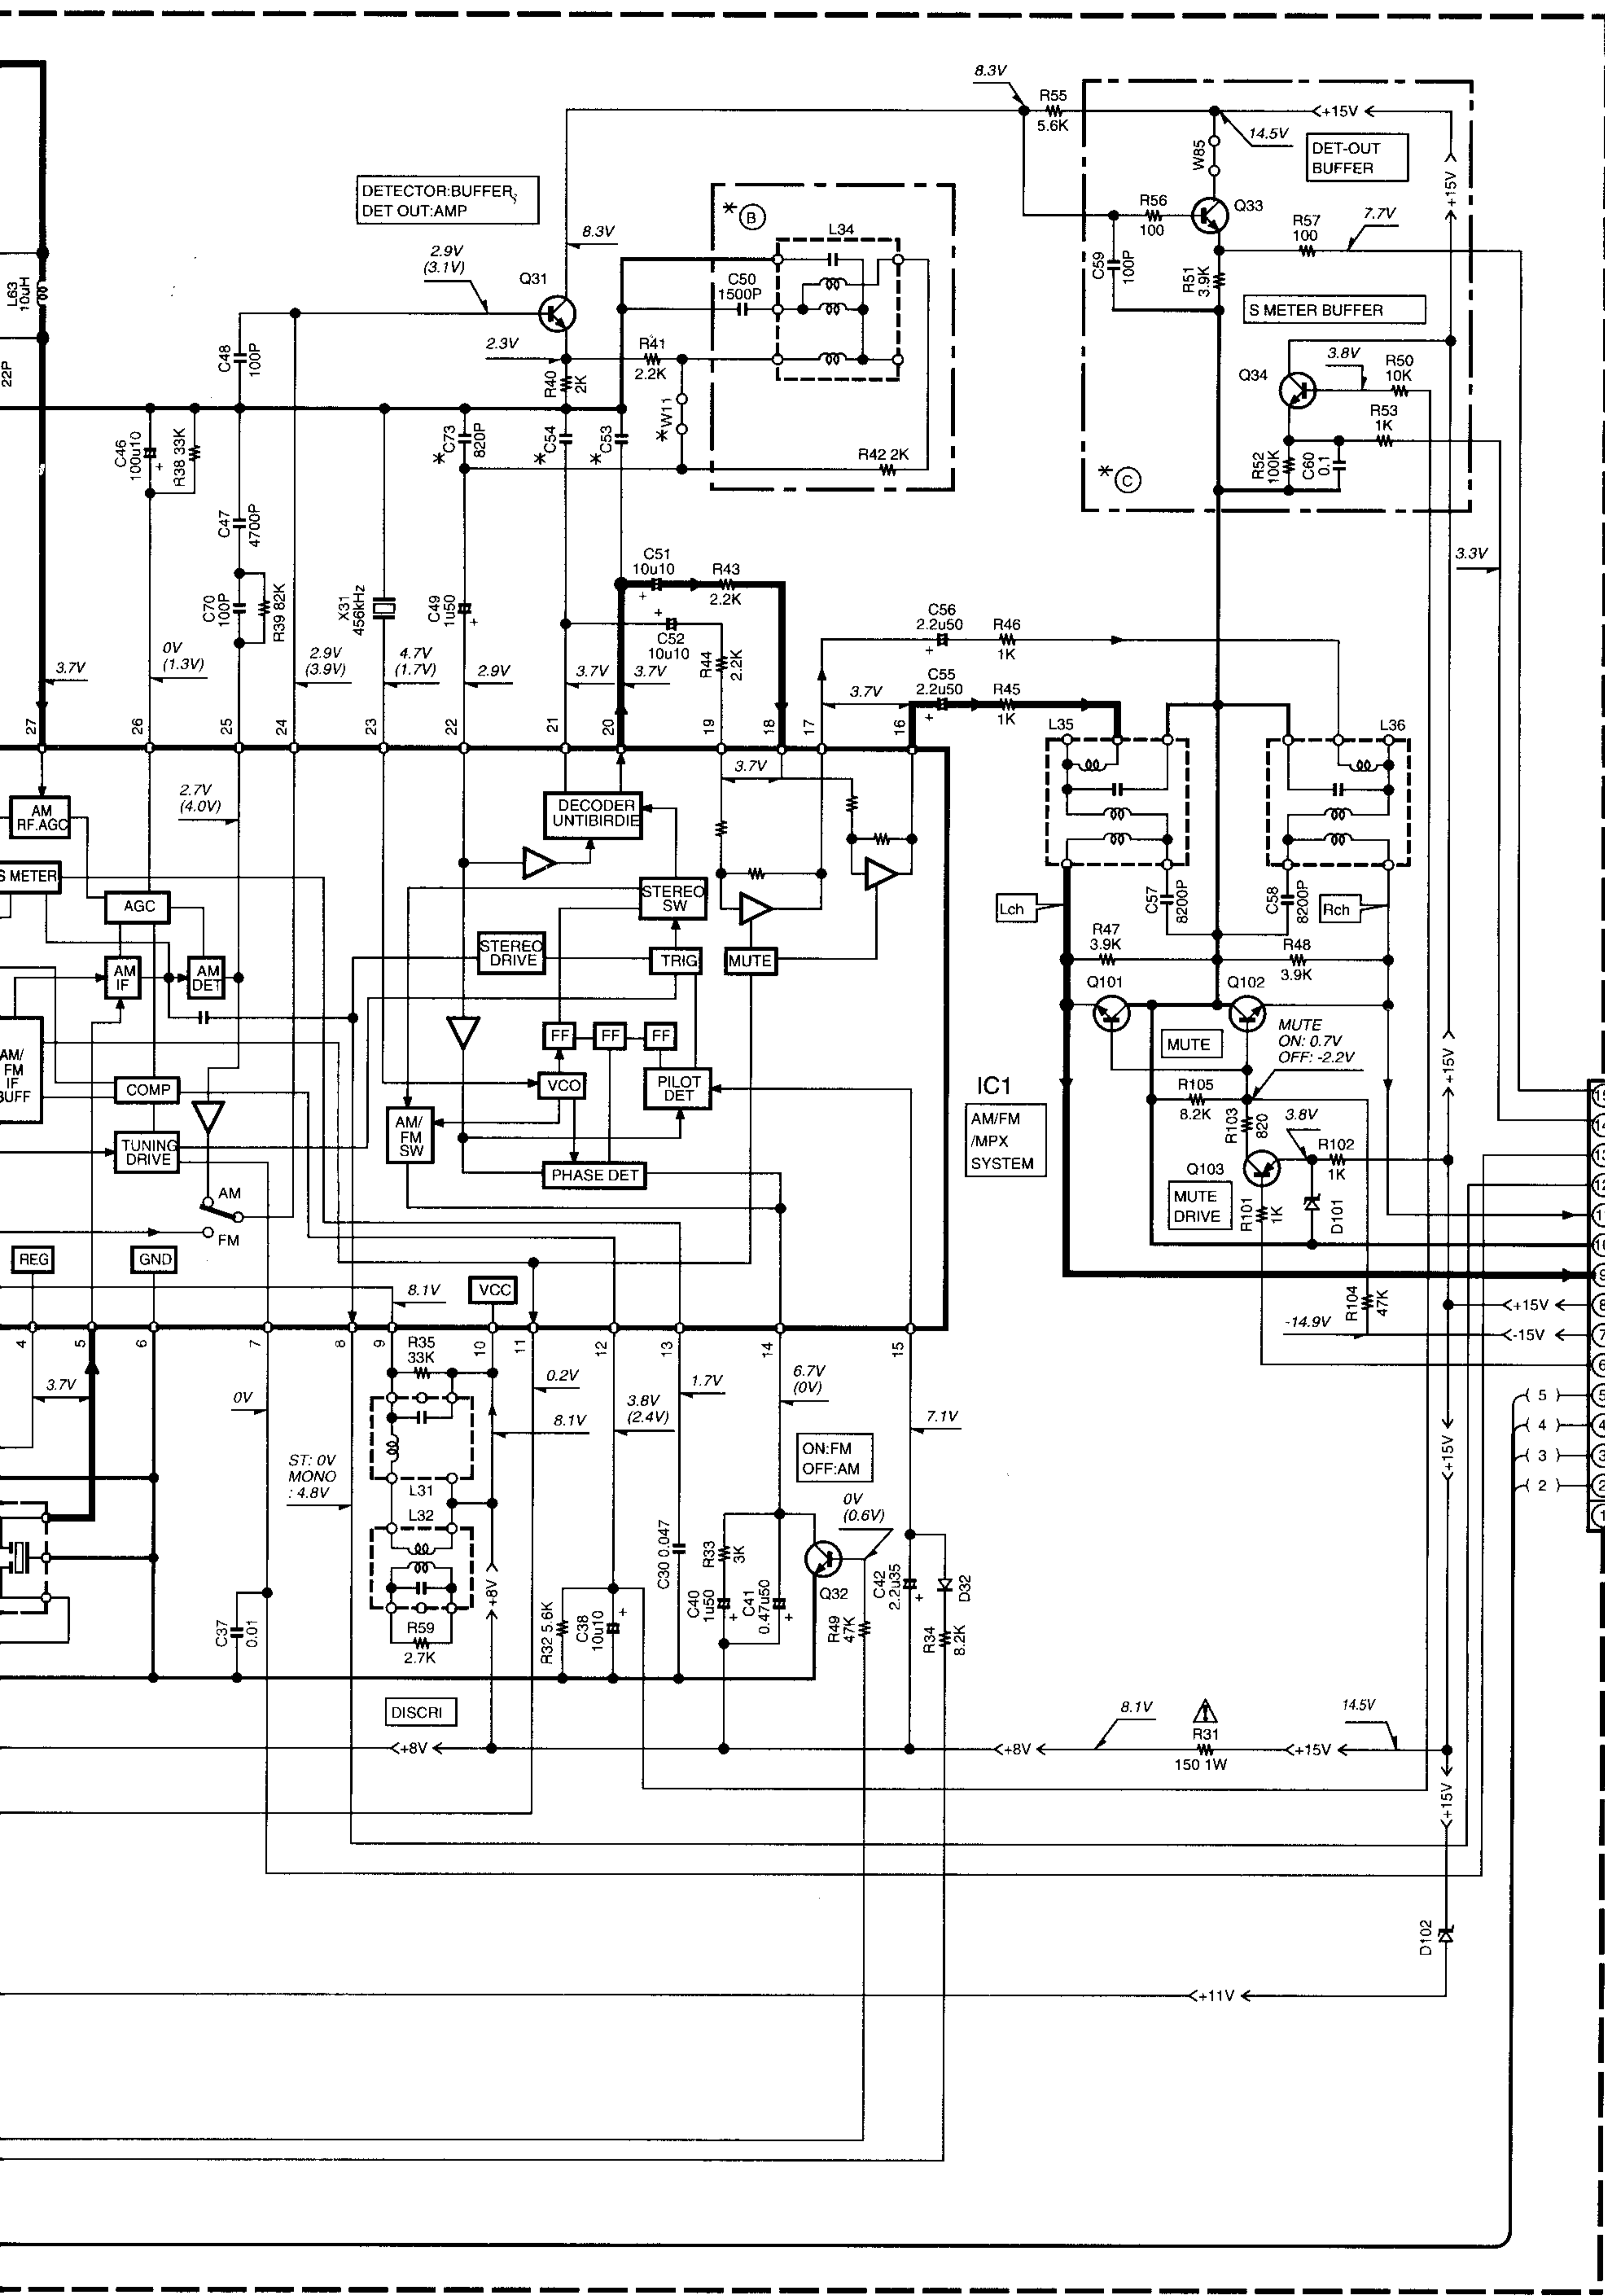 8.3V
R55
5.6K
+15V
14.5V
DET-OUT
BUFFER
W85
+15V
DETECTOR:BUFFER,
DET OUT:AMP
* B
L34
R56
100
Q33
R57
100
7.7V
8.3V
2.9V
(3.1V)
Q31
C50
1500P
C59
100P
R51
3.9K
S METER BUFFER
L63
10uH
22P
C48
100P
2.3V
R41
2.2K
R40
2K
3.8V
R50
10K
Q34
R53
1K
C46
100u10
+
R38 33K
*C73
820P
*C54
*C53
*W11
R42 2K
R52
100K
C60
0.1
* C
C47
4700P
C70
100P
R39 82K
X31
456kHz
C49
1u50
+
C51
10u10
+
R43
2.2K
+
C52
10u10
R44
2.2K
C56
2.2u50
+
R46
1K
3.3V
3.7V
0V
(1.3V)
2.9V
(3.9V)
4.7V
(1.7V)
2.9V
3.7V
3.7V
3.7V
C55
2.2u50
+
R45
1K
27
26
25
24
23
22
21
20
19
18
17
16
L35
L36
AM
RF.AGC
2.7V
(4.0V)
DECODER
UNTIBIRDIE
3.7V
S METER
AGC
STEREO
SW
Lch
C57
8200P
C58
8200P
Rch
STEREO
DRIVE
TRIG
MUTE
R47
3.9K
R48
3.9K
AM
IF
AM
DET
Q101
Q102
FF
FF
FF
MUTE
MUTE
ON: 0.7V
OFF: -2.2V
+15V
AM/
FM
IF
BUFF
COMP
VCO
PILOT
DET
IC1
R105
8.2K
R103
820
3.8V
AM/
FM
SW
AM/FM
/MPX
SYSTEM
R102
1K
TUNING
DRIVE
PHASE DET
Q103
MUTE
DRIVE
R101
1K
D101
AM
FM
REG
GND
VCC
8.1V
R104
47K
+15V
-14.9V
-15V
4
5
6
7
8
9
R35
33K
10
11
12
13
14
15
3.7V
0V
0.2V
3.8V
(2.4V)
1.7V
6.7V
(0V)
8.1V
7.1V
9
8
7
6
5
5
4
4
3
3
2
2
1
+15V
ST: 0V
MONO
: 4.8V
L31
L32
ON:FM
OFF:AM
0V
(0.6V)
C30 0.047
R33
3K
Q32
C42
2.2u35
+
D32
C37
0.01
R59
2.7K
+8V
R32 5.6K
C38
10u10
+
C40
1u50
+
C41
0.47u50
+
R49
47K
R34
8.2K
DISCRI
+8V
+8V
8.1V
R31
150 1W
+15V
14.5V
+15V
D102
+11V